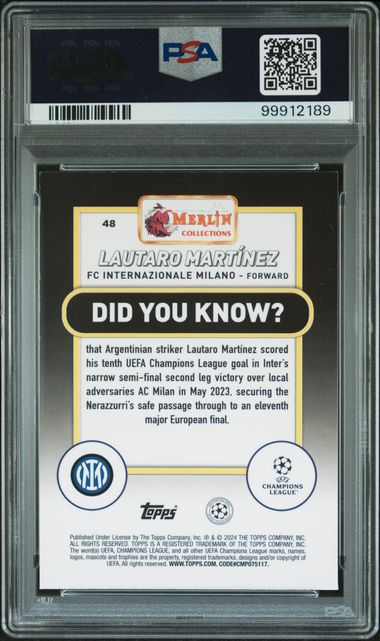 PSA
PSA
99912189
48
MERLIN
COLLECTIONS
LAUTARO MARTÍNEZ
FC INTERNAZIONALE MILANO - FORWARD
DID YOU KNOW?
that Argentinian striker Lautaro Martínez scored
his tenth UEFA Champions League goal in Inter's
narrow semi-final second leg victory over local
adversaries AC Milan in May 2023, securing the
Nerazzurri's safe passage through to an eleventh
major European final.
UEFA
CHAMPIONS
LEAGUE
Topps
Published Under License by The Topps Company, Inc. ® & © 2024 THE TOPPS COMPANY, INC.
ALL RIGHTS RESERVED. TOPPS IS A REGISTERED TRADEMARK OF THE TOPPS COMPANY, INC.
The word(s) UEFA, CHAMPIONS LEAGUE, and all other UEFA Champions League marks, names,
logos, mascots and trophies are the property, registered trademarks, designs and/or copyright of
UEFA. All rights reserved. WWW.TOPPS.COM. CODE#CMP075117.